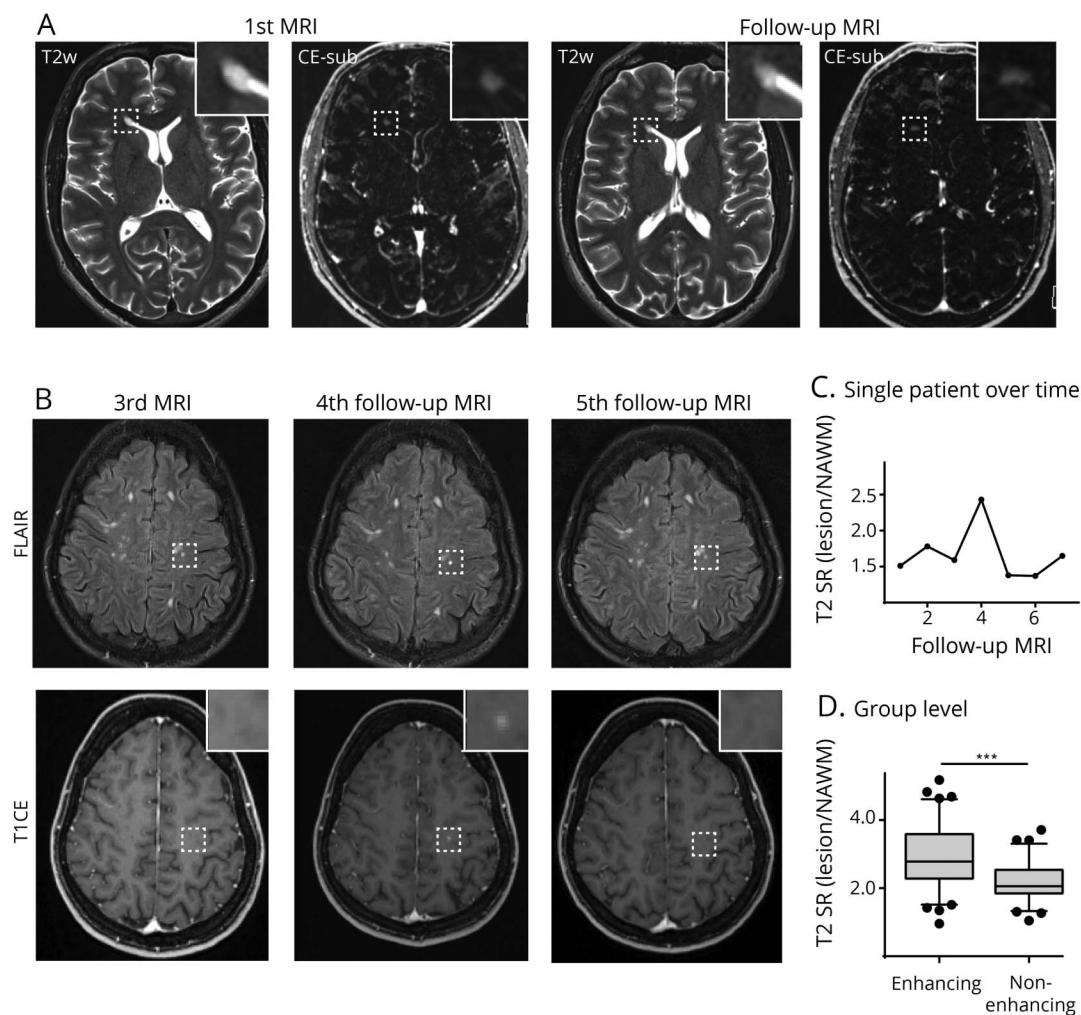 A
1st MRI
Follow-up MRI
T2w
CE-sub
T2w
CE-sub
B
3rd MRI
4th follow-up MRI
5th follow-up MRI
FLAIR
T1CE
C. Single patient over time
T2 SR (lesion/NAWM)
2.5
2.0
1.5
2
4
6
Follow-up MRI
D. Group level
T2 SR (lesion/NAWM)
***
4.0
2.0
Enhancing
Non-
enhancing